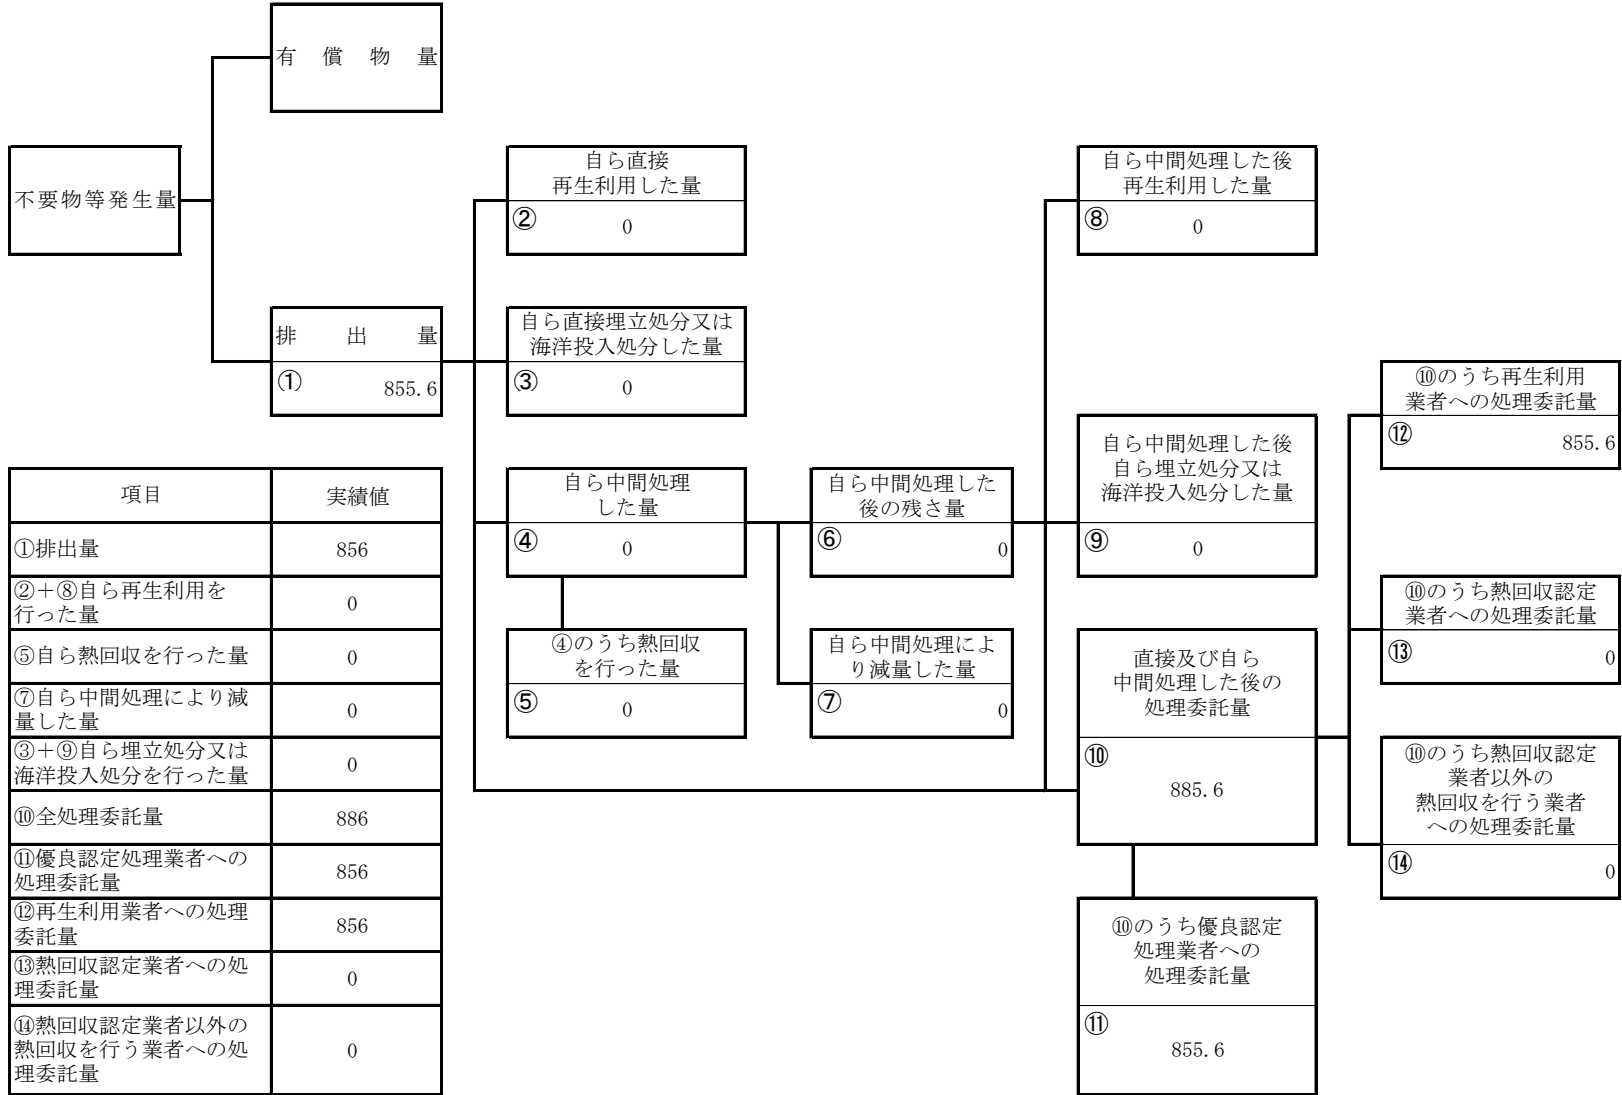 有償物量
不要物等発生量
排出量
① 855.6
自ら直接
再生利用した量
② 0
自ら直接埋立処分又は
海洋投入処分した量
③ 0
自ら中間処理
した量
④ 0
④のうち熱回収
を行った量
⑤ 0
自ら中間処理した
後の残さ量
⑥ 0
自ら中間処理によ
り減量した量
⑦ 0
自ら中間処理した後
再生利用した量
⑧ 0
自ら中間処理した後
自ら埋立処分又は
海洋投入処分した量
⑨ 0
直接及び自ら
中間処理した後の
処理委託量
⑩
885.6
⑩のうち優良認定
処理業者への
処理委託量
⑪
855.6
⑩のうち再生利用
業者への処理委託量
⑫ 855.6
⑩のうち熱回収認定
業者への処理委託量
⑬ 0
⑩のうち熱回収認定
業者以外の
熱回収を行う業者
への処理委託量
⑭ 0
項目 実績値
①排出量 856
②+⑧自ら再生利用を
行った量 0
⑤自ら熱回収を行った量 0
⑦自ら中間処理により減
量した量 0
③+⑨自ら埋立処分又は
海洋投入処分を行った量 0
⑩全処理委託量 886
⑪優良認定処理業者への
処理委託量 856
⑫再生利用業者への処理
委託量 856
⑬熱回収認定業者への処
理委託量 0
⑭熱回収認定業者以外の
熱回収を行う業者への処
理委託量 0